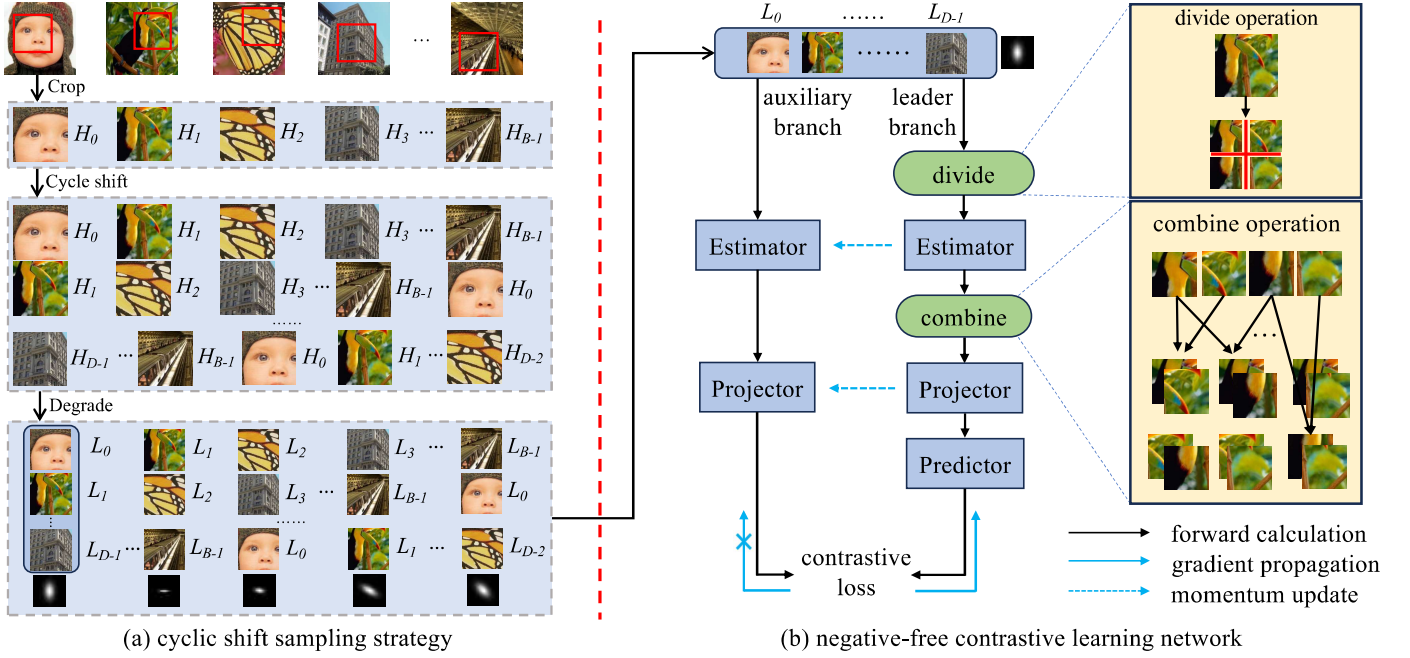 ...
Crop
H0 H1 H2 H3 ... HB-1
Cycle shift
H0 H1 H2 H3 ... HB-1
H1 H2 H3 ... HB-1 H0
......
HD-1 ... HB-1 H0 H1 ... HD-2
Degrade
L0 L1 L2 L3 ... LB-1
L1 L2 L3 ... LB-1 L0
......
LD-1 ... LB-1 L0 L1 ... LD-2
(a) cyclic shift sampling strategy
L0 ...... LD-1
......
auxiliary
branch
leader
branch
divide
Estimator
Estimator
combine
Projector
Projector
Predictor
contrastive
loss
divide operation
combine operation
...
forward calculation
gradient propagation
momentum update
(b) negative-free contrastive learning network